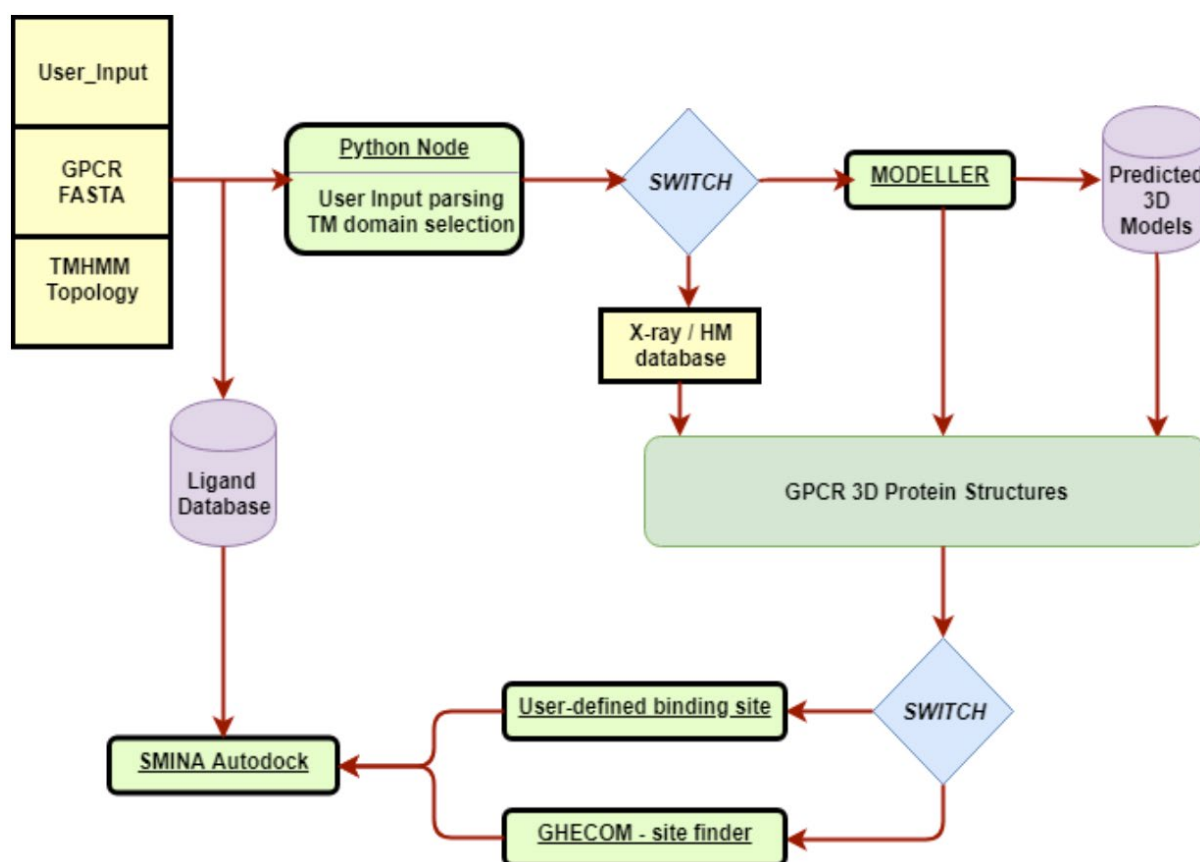 User_Input
GPCR
FASTA
TMHMM
Topology
Python Node
User Input parsing
TM domain selection
SWITCH
MODELLER
Predicted
3D
Models
X-ray / HM
database
Ligand
Database
GPCR 3D Protein Structures
SWITCH
User-defined binding site
SMINA Autodock
GHECOM - site finder